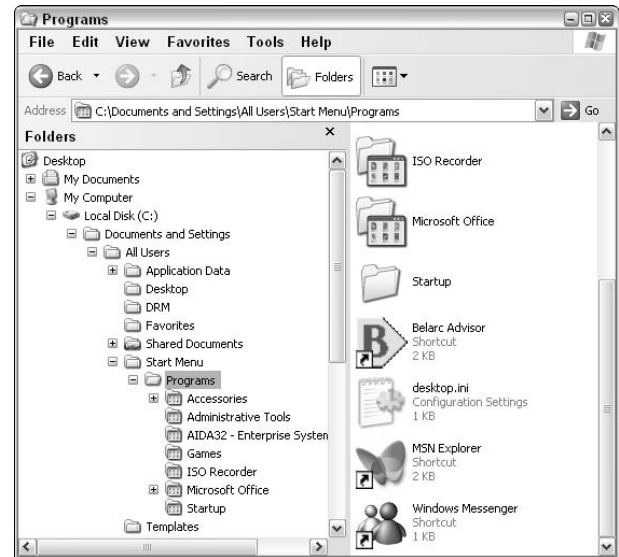 Programs
File Edit View Favorites Tools Help
Back Search Folders
Address C:\Documents and Settings\All Users\Start Menu\Programs Go
Folders
Desktop
My Documents
My Computer
Local Disk (C:)
Documents and Settings
All Users
Application Data
Desktop
DRM
Favorites
Shared Documents
Start Menu
Programs
Accessories
Administrative Tools
AIDA32 - Enterprise System
Games
ISO Recorder
Microsoft Office
Startup
Templates
ISO Recorder
Microsoft Office
Startup
Belarc Advisor
Shortcut
2 KB
desktop.ini
Configuration Settings
1 KB
MSN Explorer
Shortcut
2 KB
Windows Messenger
Shortcut
1 KB